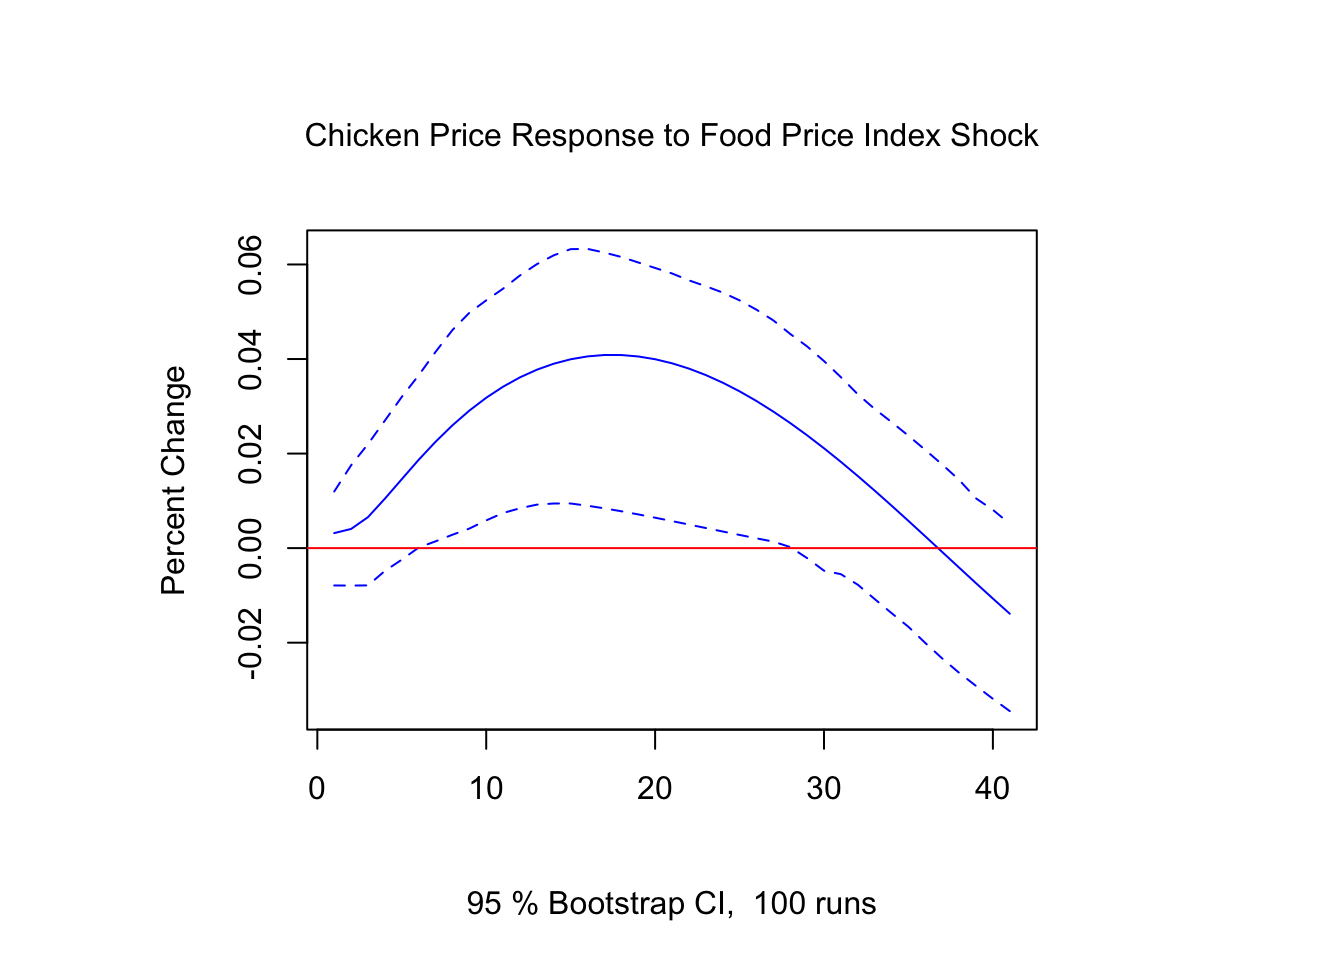 Chicken Price Response to Food Price Index Shock
Percent Change
0.06
0.04
0.02
0.00
-0.02
0 10 20 30 40
95 % Bootstrap CI,  100 runs